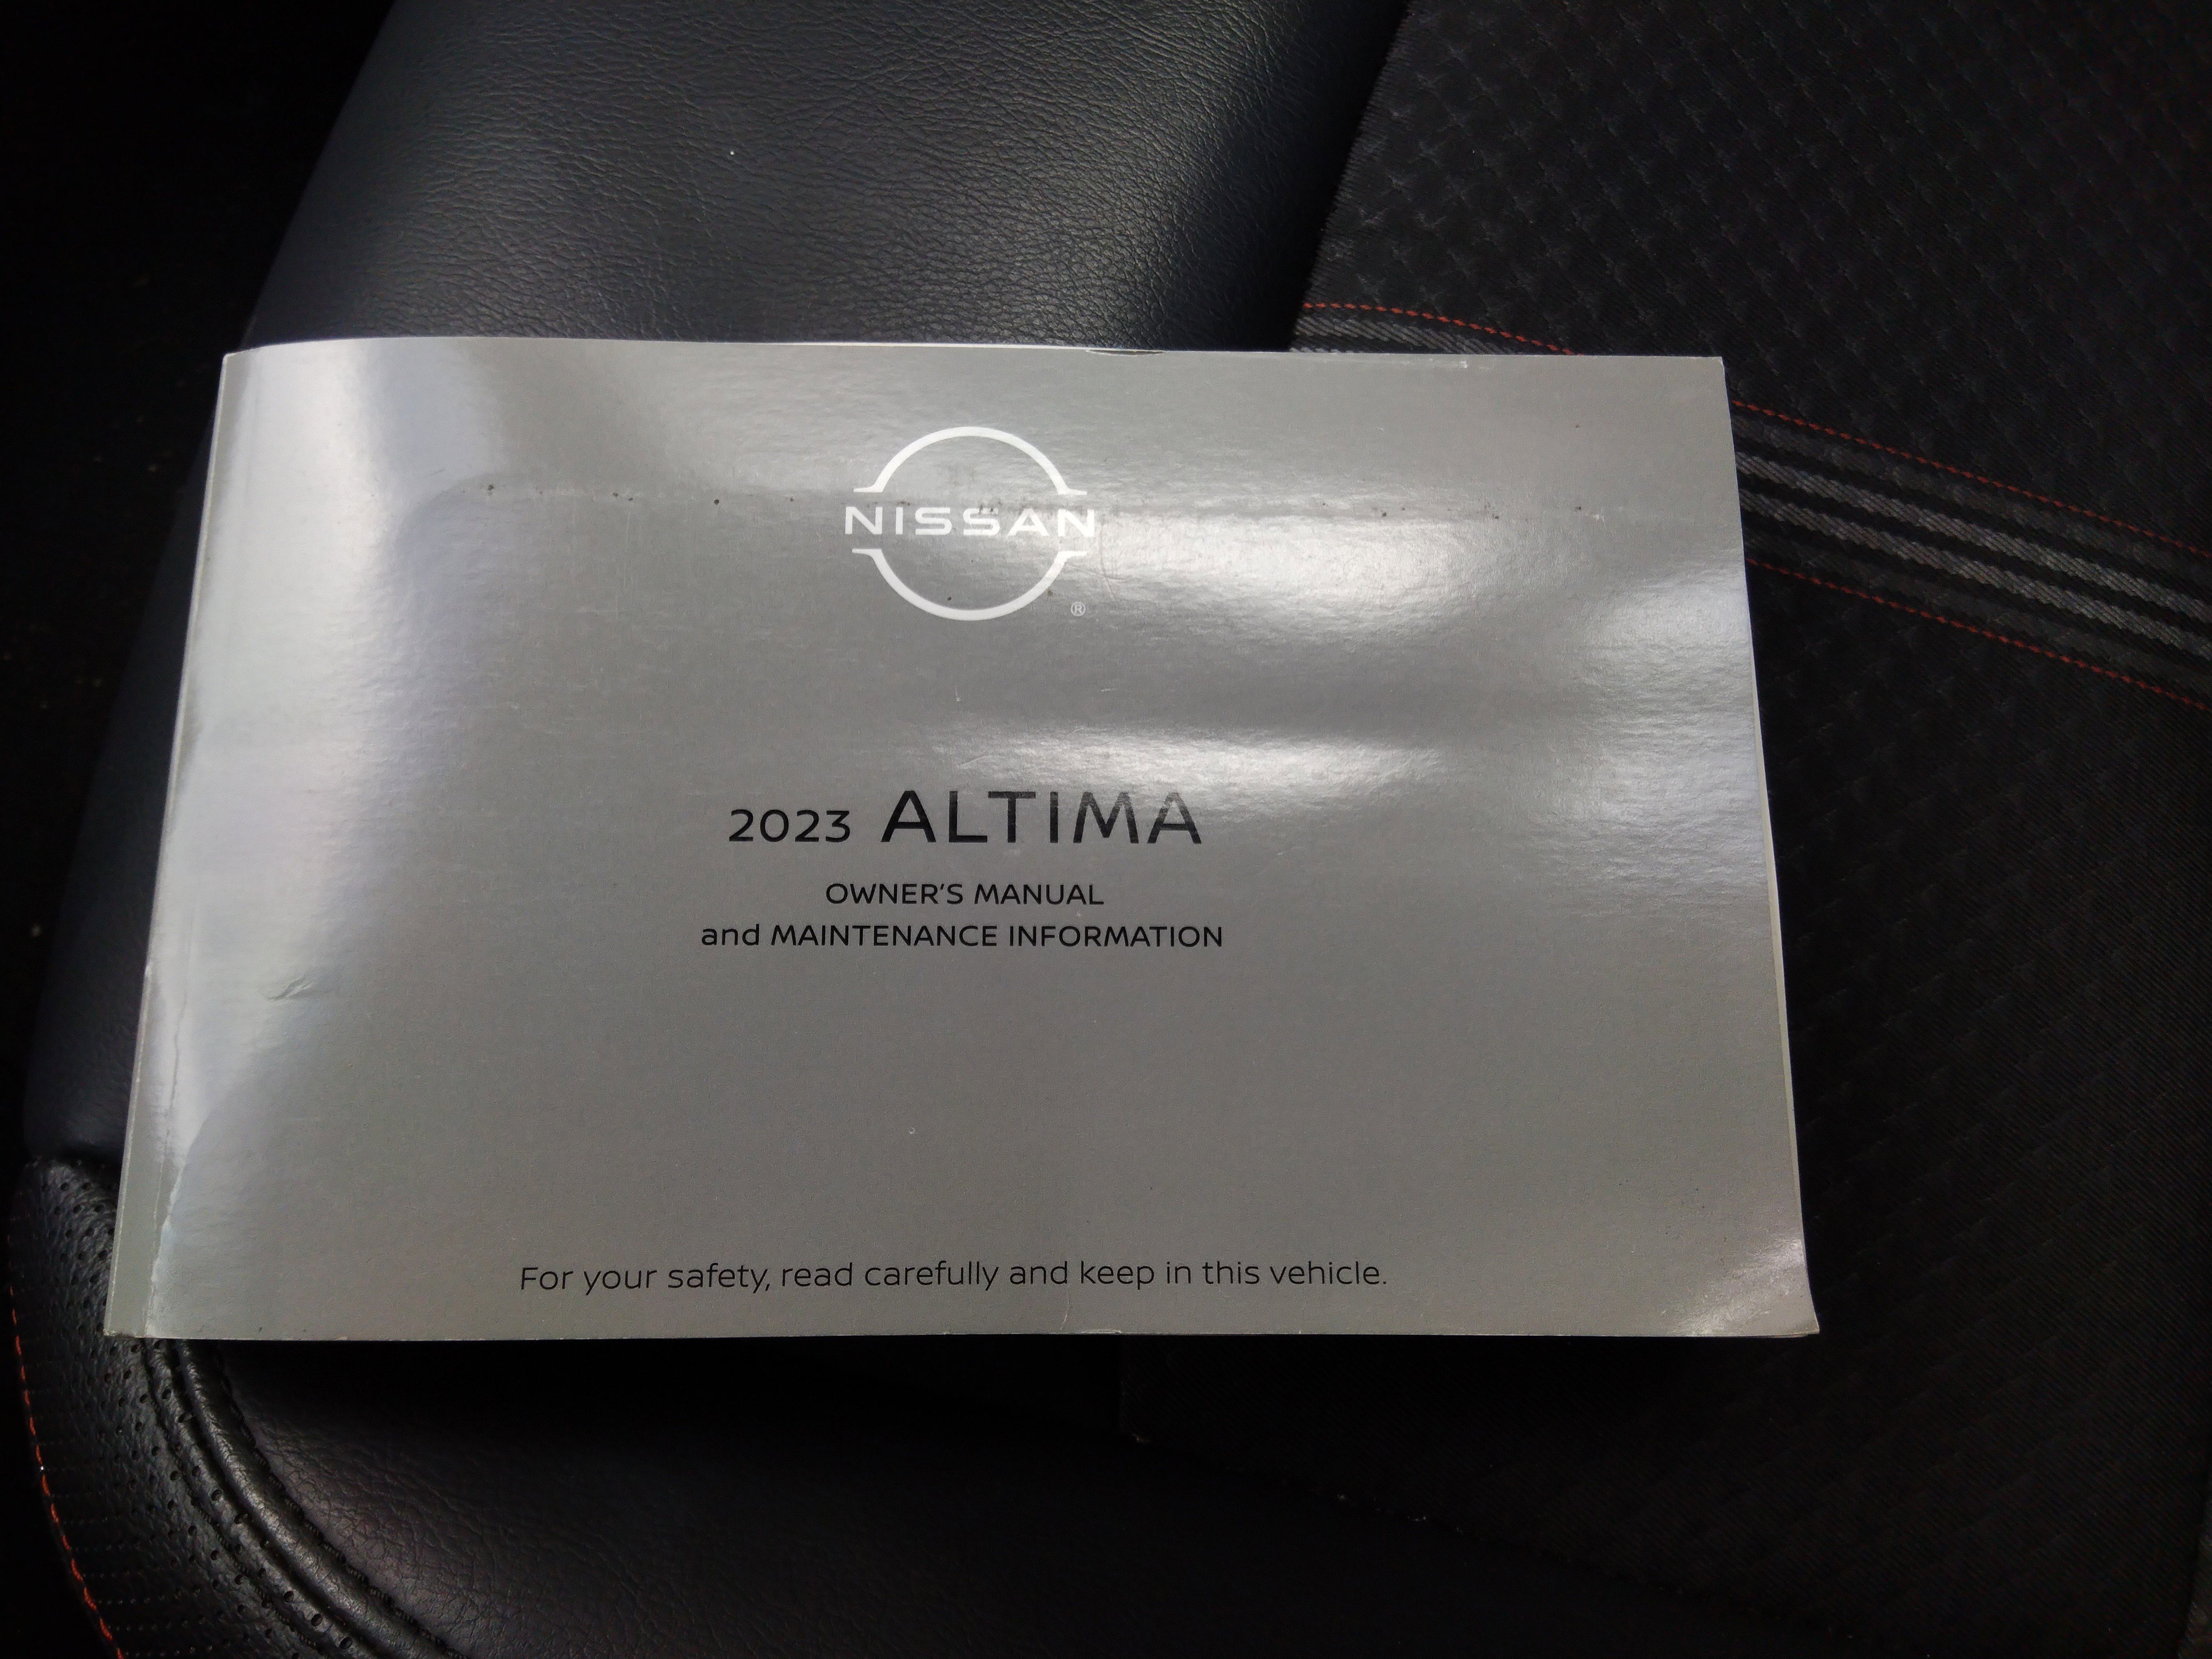 NISSAN
®
2023 ALTIMA
OWNER'S MANUAL
and MAINTENANCE INFORMATION
For your safety, read carefully and keep in this vehicle.